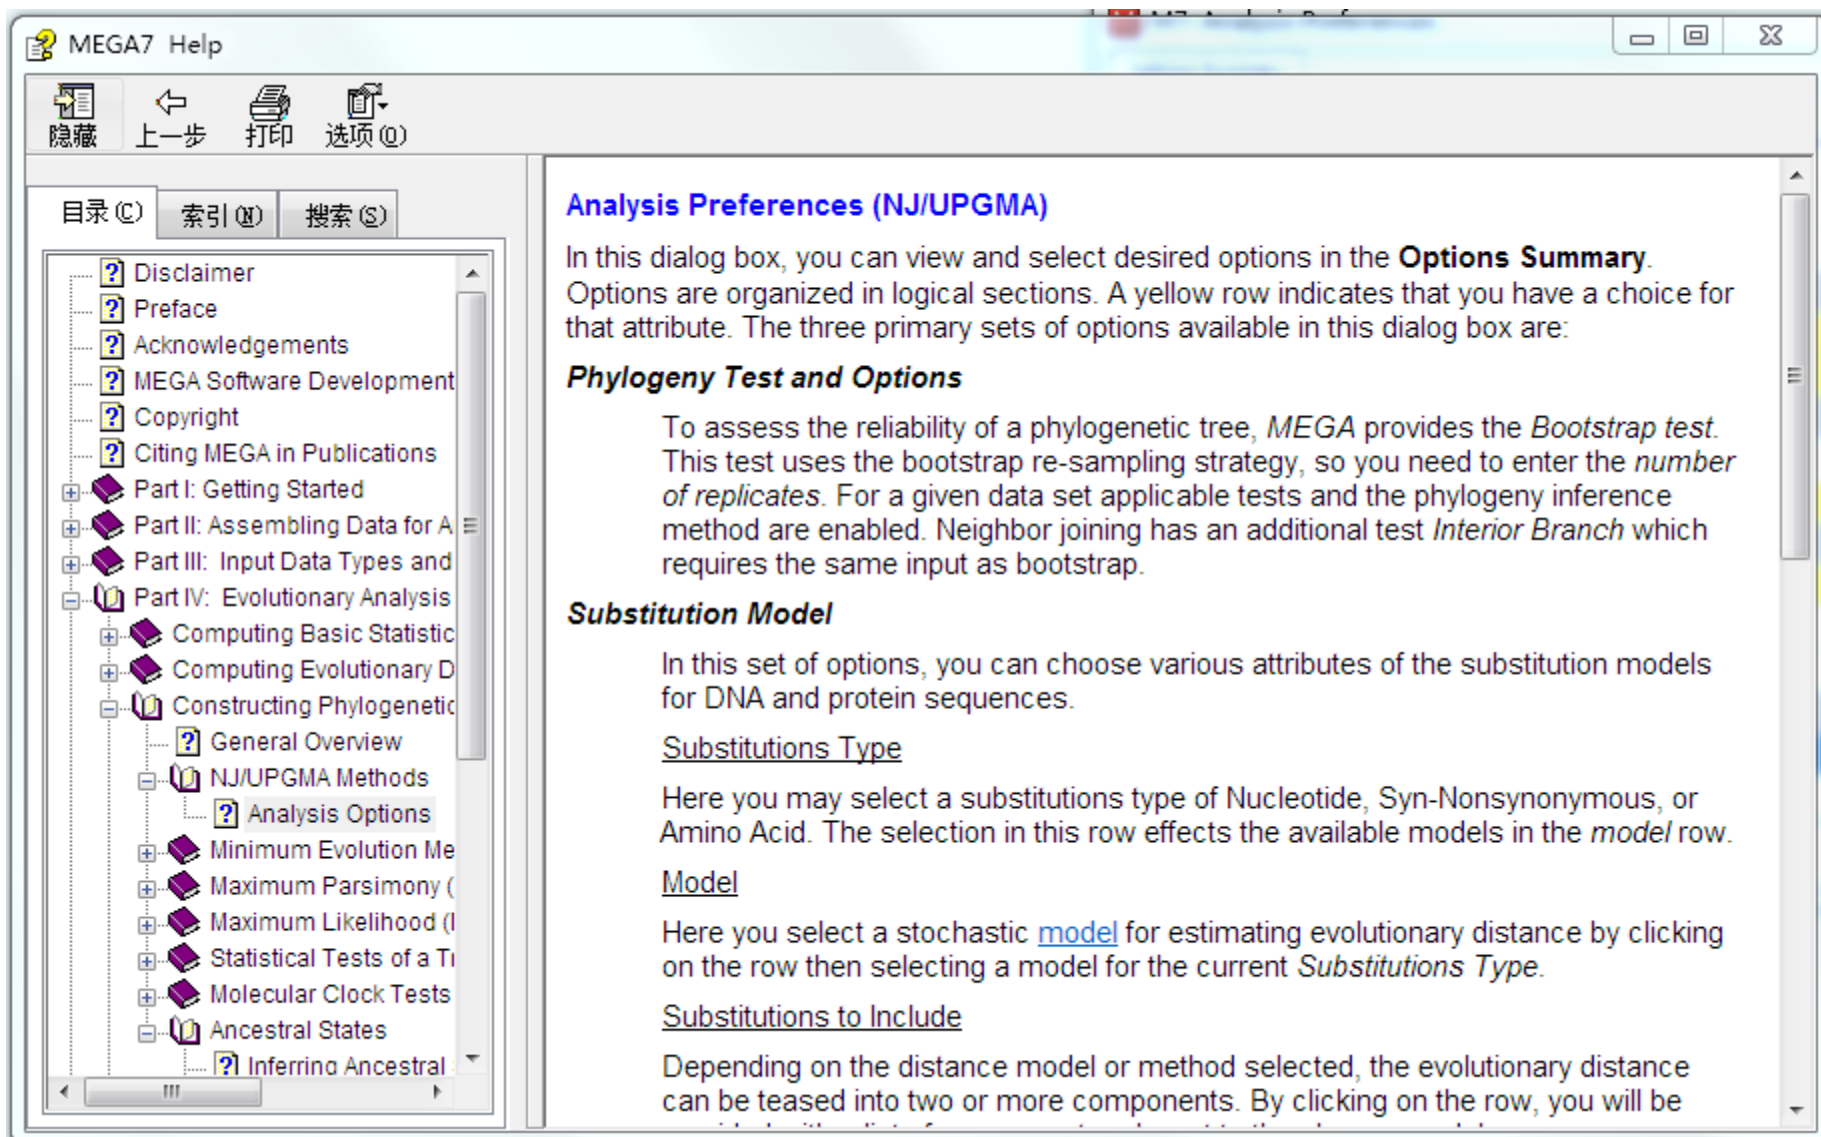 MEGA7 Help
隐藏
上一步
打印
选项(O)
目录(C)
索引(N)
搜索(S)
Disclaimer
Preface
Acknowledgements
MEGA Software Development
Copyright
Citing MEGA in Publications
Part I: Getting Started
Part II: Assembling Data for A
Part III: Input Data Types and
Part IV: Evolutionary Analysis
Computing Basic Statistic
Computing Evolutionary D
Constructing Phylogenetic
General Overview
NJ/UPGMA Methods
Analysis Options
Minimum Evolution Me
Maximum Parsimony (
Maximum Likelihood (
Statistical Tests of a Tr
Molecular Clock Tests
Ancestral States
Inferring Ancestral
Analysis Preferences (NJ/UPGMA)
In this dialog box, you can view and select desired options in the Options Summary.
Options are organized in logical sections. A yellow row indicates that you have a choice for
that attribute. The three primary sets of options available in this dialog box are:
Phylogeny Test and Options
To assess the reliability of a phylogenetic tree, MEGA provides the Bootstrap test.
This test uses the bootstrap re-sampling strategy, so you need to enter the number
of replicates. For a given data set applicable tests and the phylogeny inference
method are enabled. Neighbor joining has an additional test Interior Branch which
requires the same input as bootstrap.
Substitution Model
In this set of options, you can choose various attributes of the substitution models
for DNA and protein sequences.
Substitutions Type
Here you may select a substitutions type of Nucleotide, Syn-Nonsynonymous, or
Amino Acid. The selection in this row effects the available models in the model row.
Model
Here you select a stochastic model for estimating evolutionary distance by clicking
on the row then selecting a model for the current Substitutions Type.
Substitutions to Include
Depending on the distance model or method selected, the evolutionary distance
can be teased into two or more components. By clicking on the row, you will be